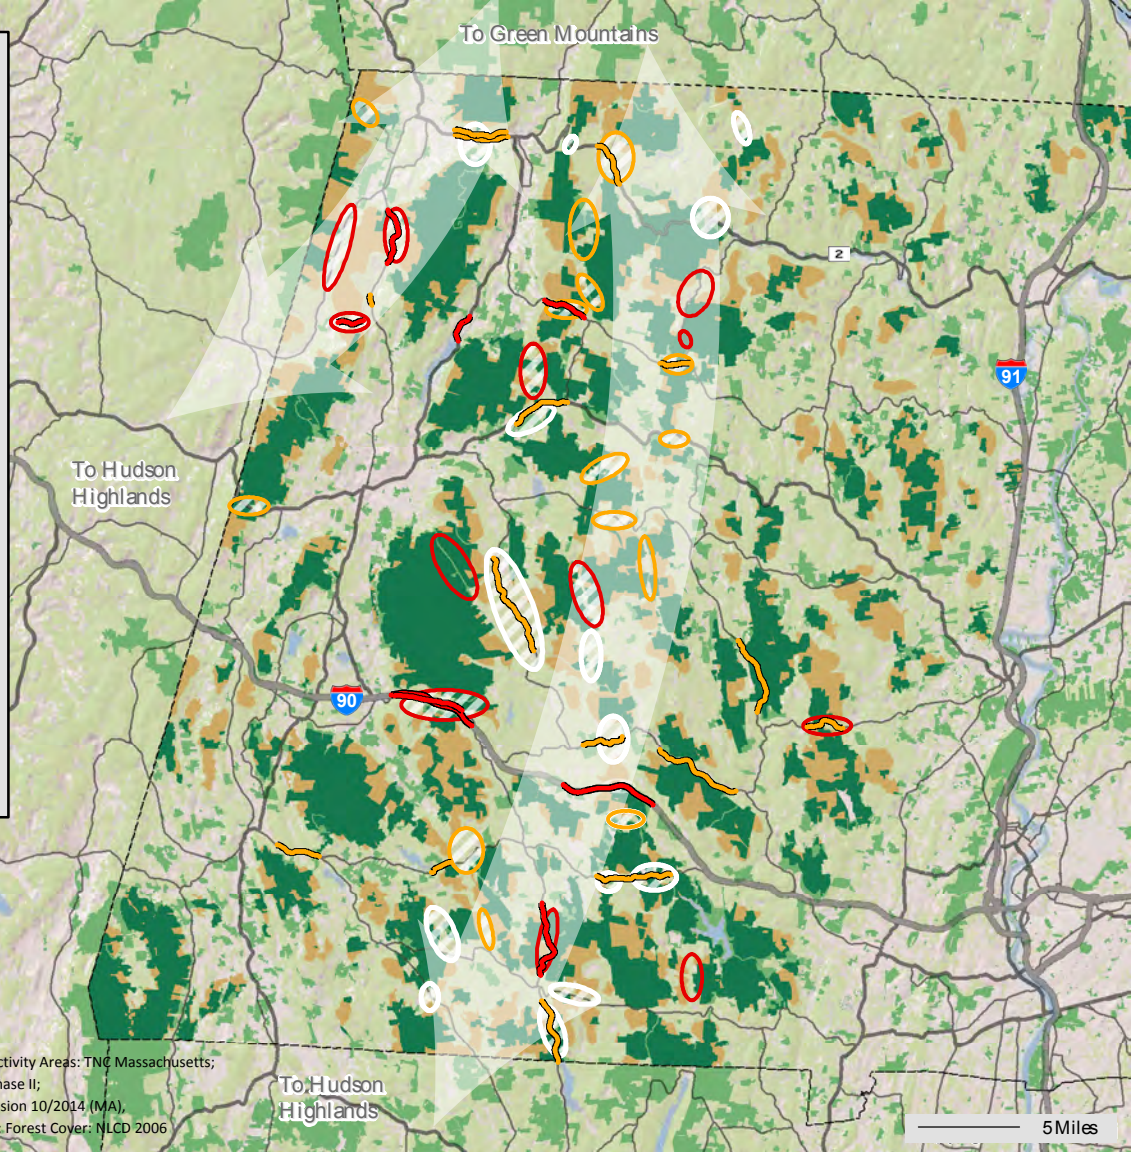 To Green Mountains
2
91
To Hudson
Highlands
90
ctivity Areas: TNC Massachusetts;
hase II;
sion 10/2014 (MA),
Forest Cover: NLCD 2006
To Hudson
Highlands
5 Miles